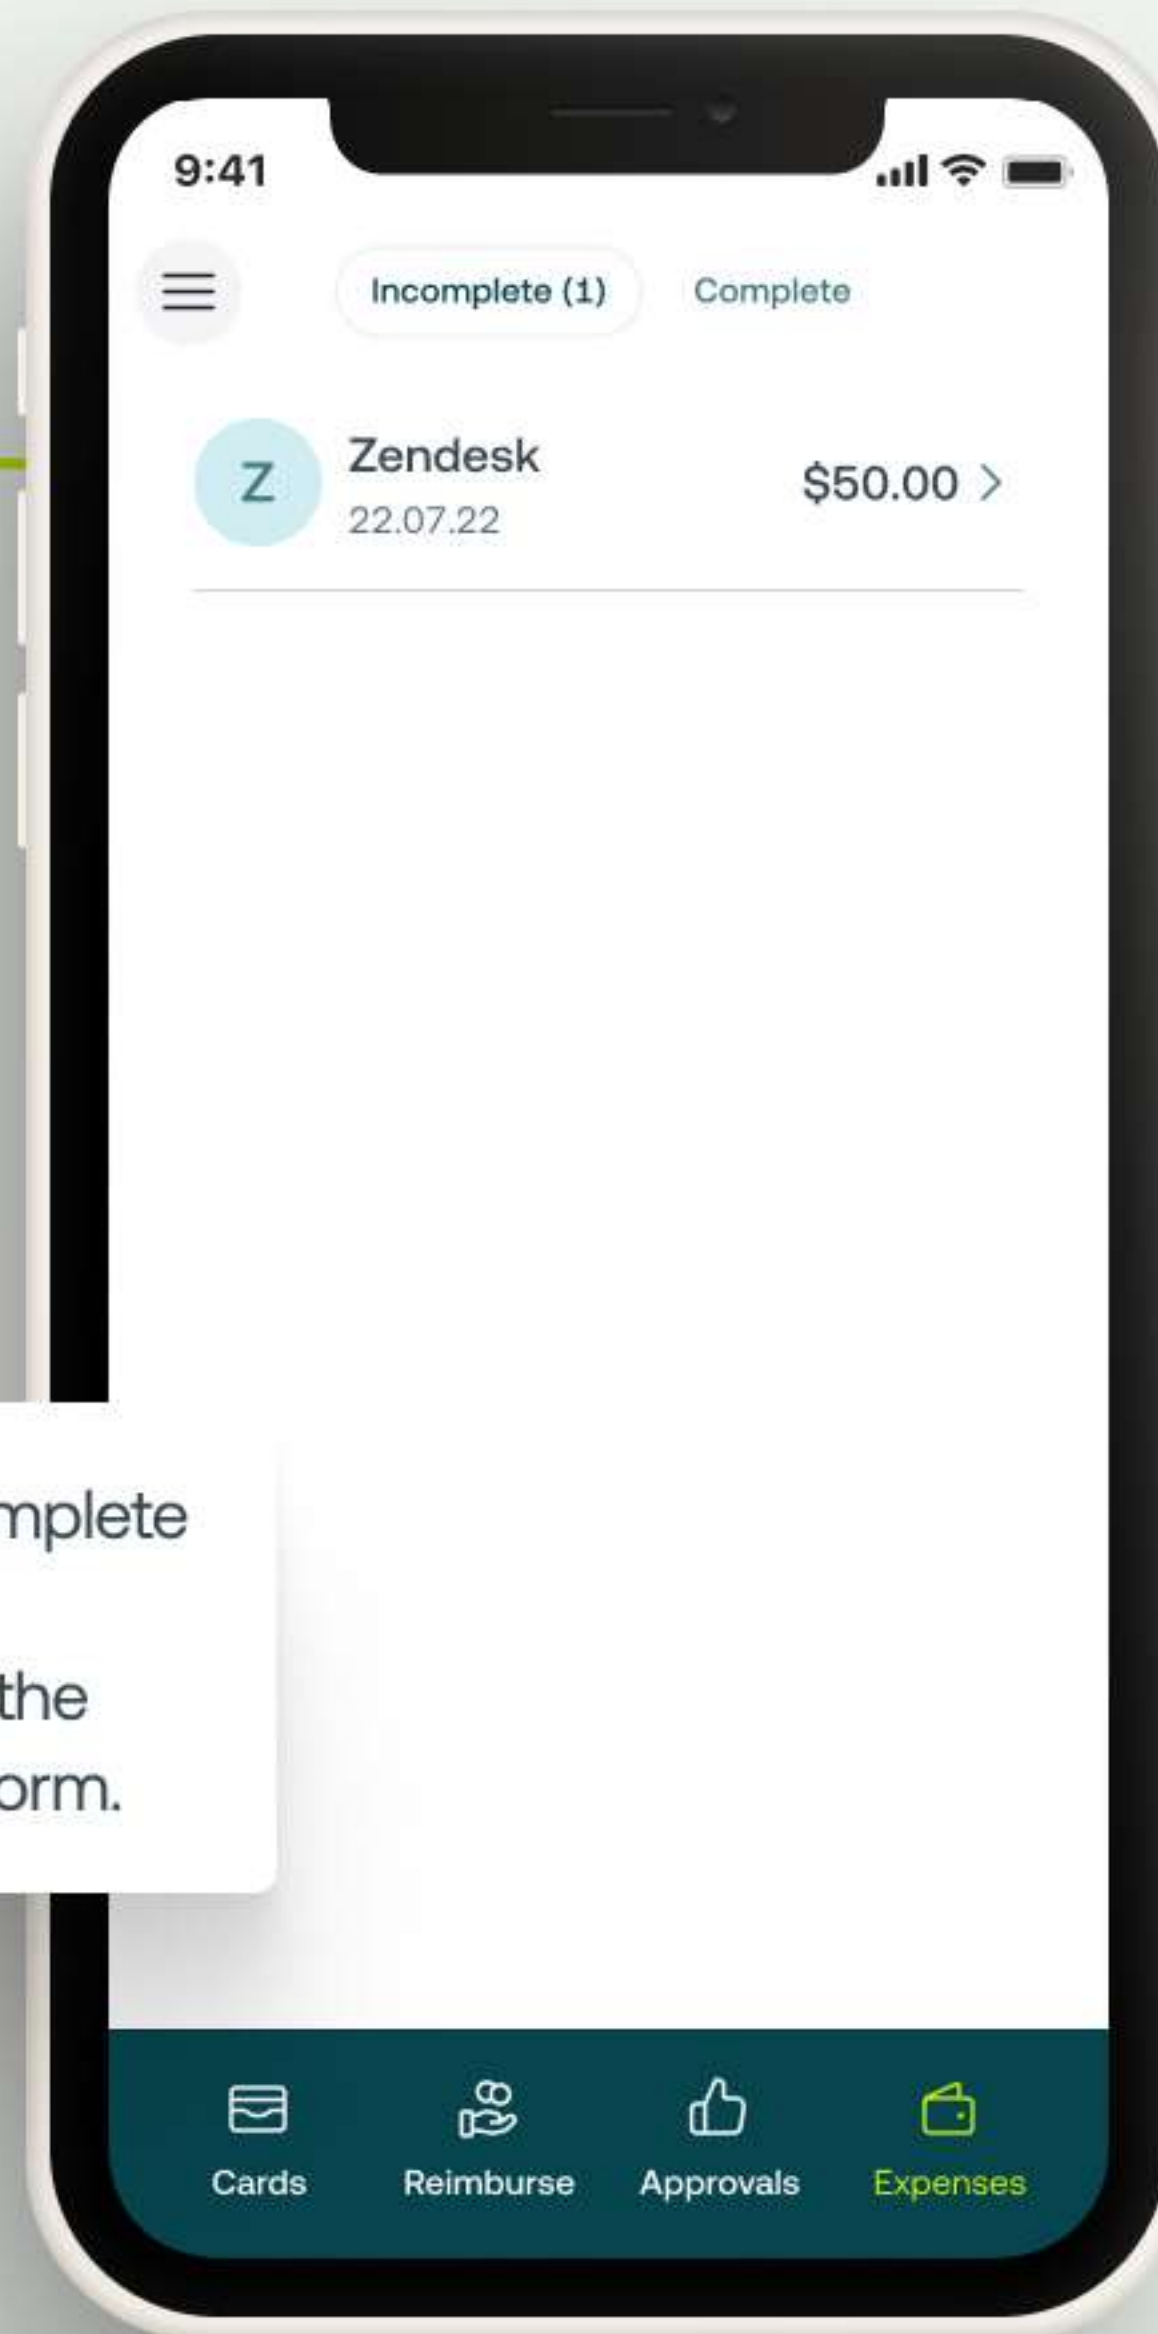 9:41
Incomplete (1) Complete
Z
Zendesk
$50.00
22.07.22
mplete
the
orm.
Cards Reimburse Approvals Expenses